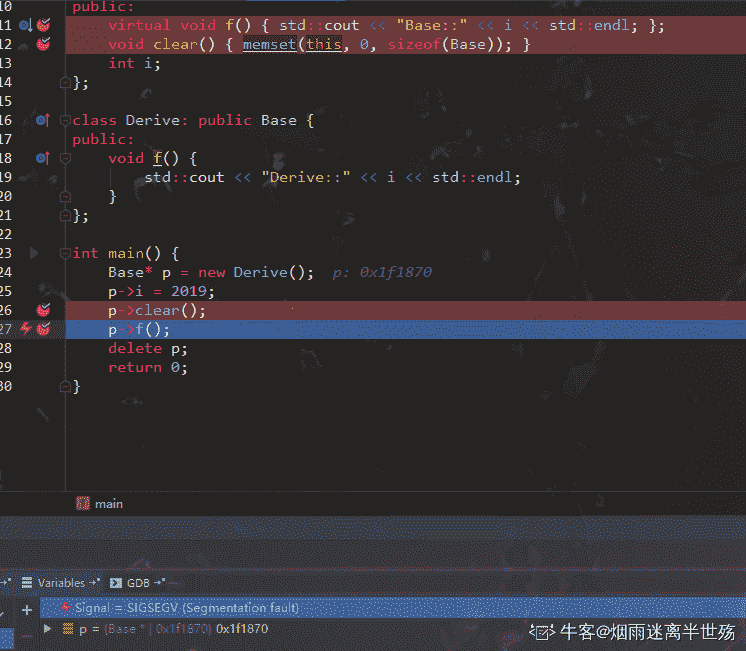 10 public:
11 virtual void f() { std::cout << "Base::" << i << std::endl; };
12 void clear() { memset(this, 0, sizeof(Base)); }
13 int i;
14 };
15
16 class Derive: public Base {
17 public:
18 void f() {
19 std::cout << "Derive::" << i << std::endl;
20 }
21 };
22
23 int main() {
24 Base* p = new Derive(); p: 0x1f1870
25 p->i = 2019;
26 p->clear();
27 p->f();
28 delete p;
29 return 0;
30 }
main
Variables GDB
Signal = SIGSEGV (Segmentation fault)
p = {Base * | 0x1f1870} 0x1f1870
牛客@烟雨迷离半世殇